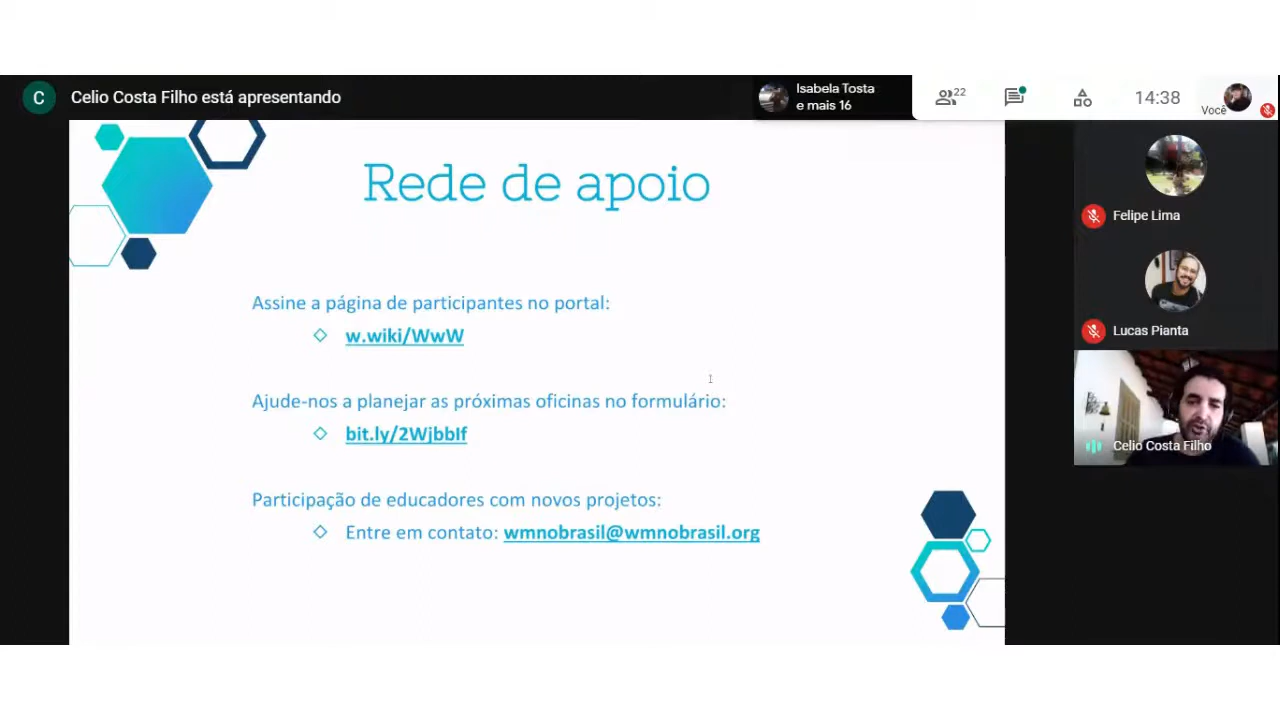 C
Celio Costa Filho está apresentando
Isabela Tosta
e mais 16
22
14:38
Você
Rede de apoio
Assine a página de participantes no portal:
w.wiki/WwW
Ajude-nos a planejar as próximas oficinas no formulário:
bit.ly/2WjbbIf
Participação de educadores com novos projetos:
Entre em contato: wmnobrasil@wmnobrasil.org
Felipe Lima
Lucas Pianta
Celio Costa Filho